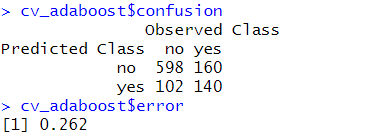 > cv_adaboost$confusion
Observed Class
Predicted Class no yes
no 598 160
yes 102 140
> cv_adaboost$error
[1] 0.262